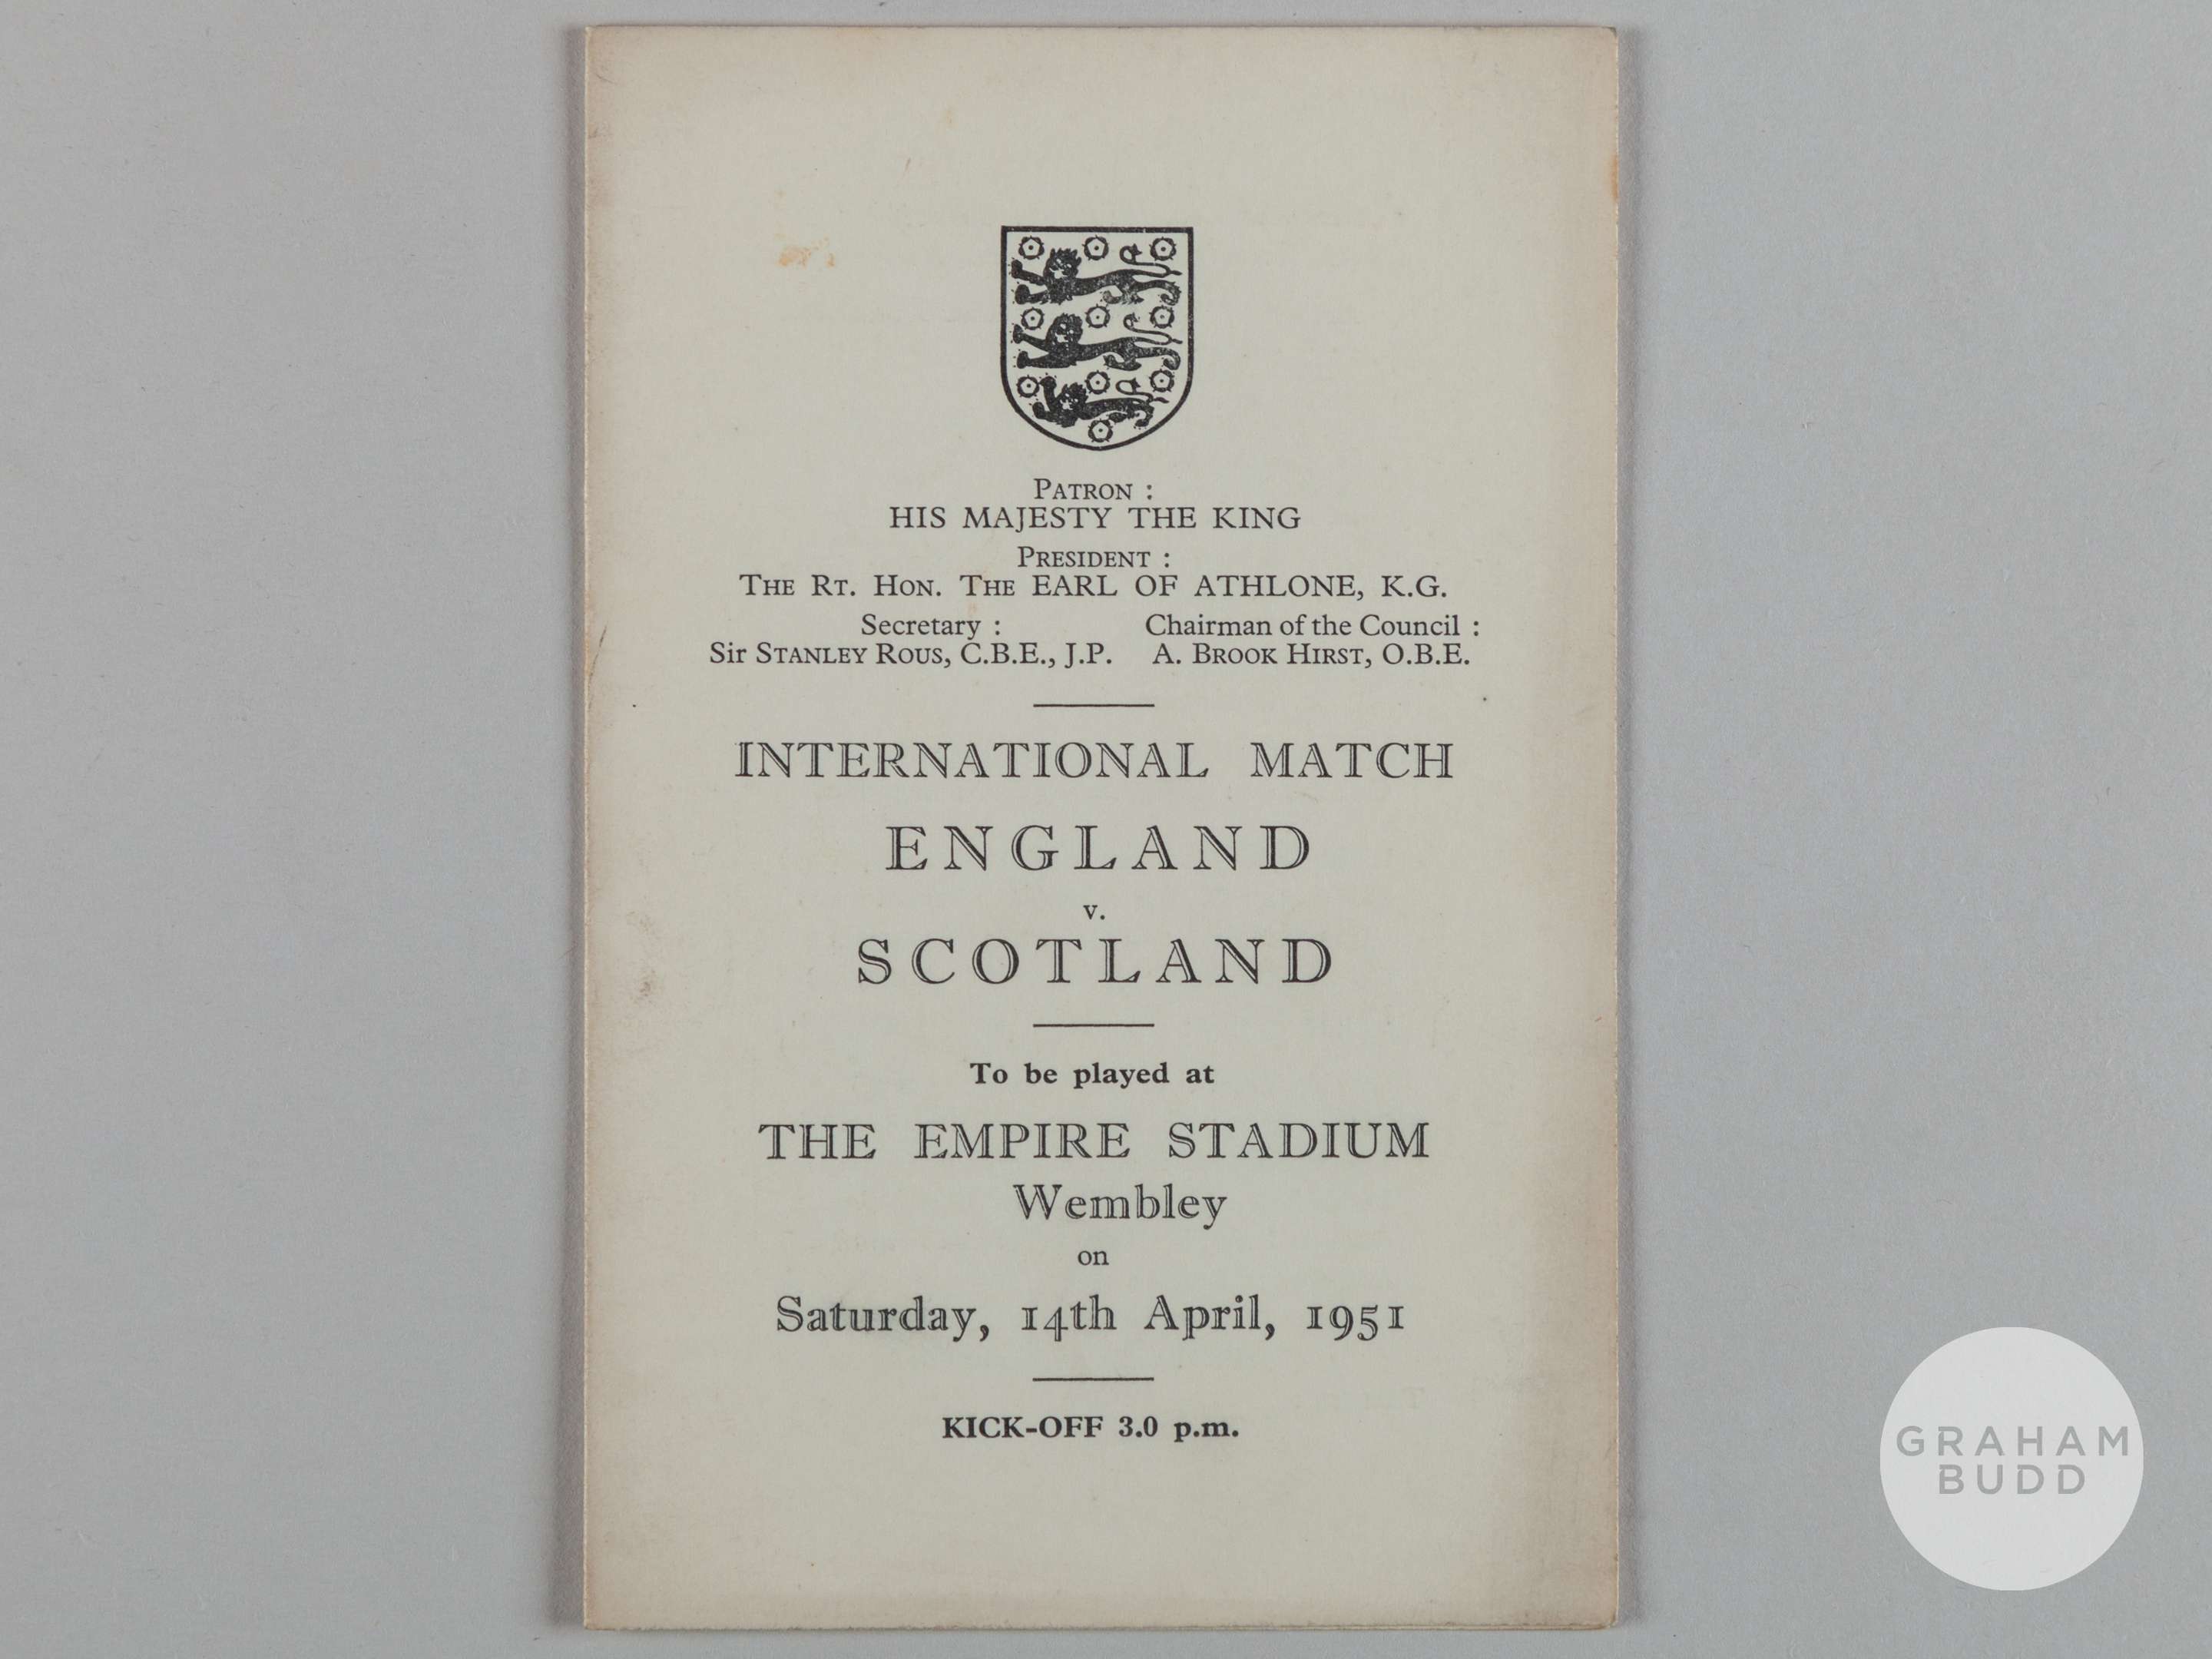 PATRON :
HIS MAJESTY THE KING
PRESIDENT :
THE RT. HON. THE EARL OF ATHLONE, K.G.
Secretary : Chairman of the Council :
Sir STANLEY ROUS, C.B.E., J.P. A. BROOK HIRST, O.B.E.
INTERNATIONAL MATCH
ENGLAND
v.
SCOTLAND
To be played at
THE EMPIRE STADIUM
Wembley
on
Saturday, 14th April, 1951
KICK-OFF 3.0 p.m.
GRAHAM
BUDD